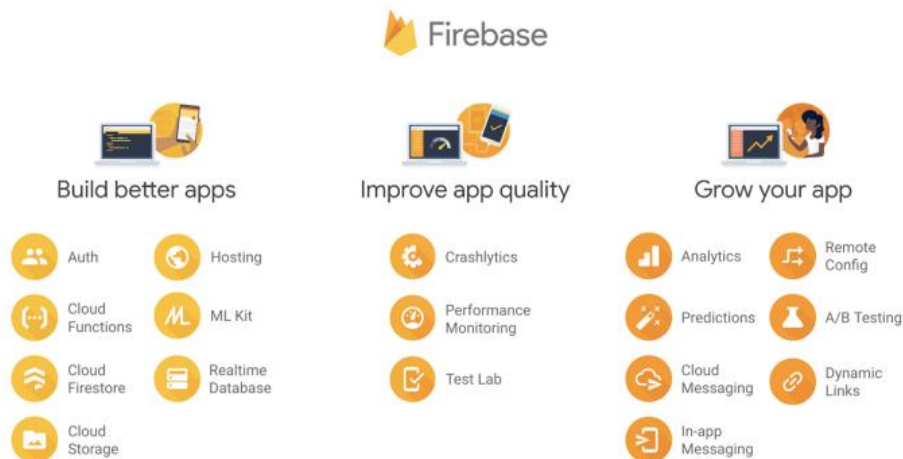 Firebase
Build better apps
Improve app quality
Grow your app
Auth
Hosting
Cloud
Functions
ML Kit
Cloud
Firestore
Realtime
Database
Cloud
Storage
Crashlytics
Performance
Monitoring
Test Lab
Analytics
Remote
Config
Predictions
A/B Testing
Cloud
Messaging
Dynamic
Links
In-app
Messaging